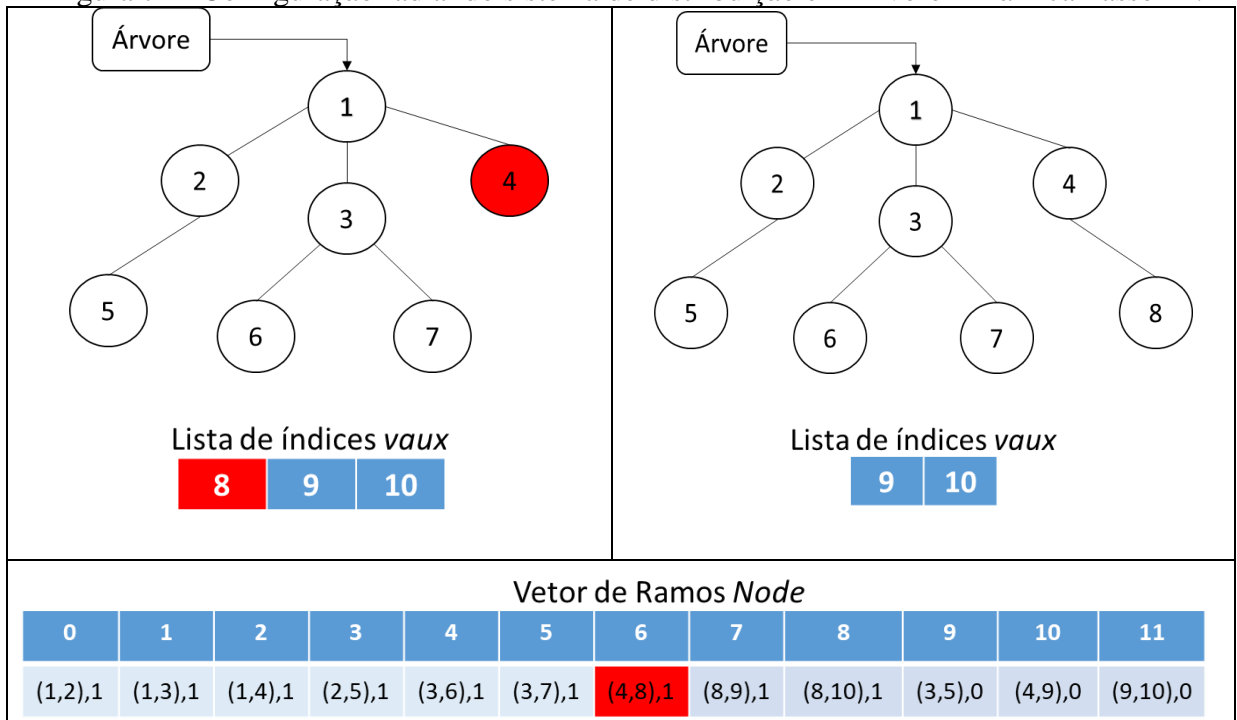 Árvore
1
2
3
4
5
6
7
Lista de índices vaux
8 9 10
Árvore
1
2
3
4
5
6
7
8
Lista de índices vaux
9 10
Vetor de Ramos Node
0 1 2 3 4 5 6 7 8 9 10 11
(1,2),1 (1,3),1 (1,4),1 (2,5),1 (3,6),1 (3,7),1 (4,8),1 (8,9),1 (8,10),1 (3,5),0 (4,9),0 (9,10),0